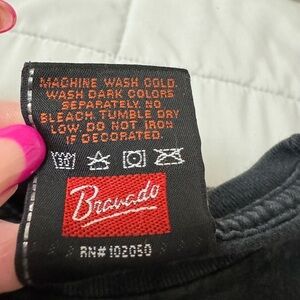 MACHINE WASH COLD.
WASH DARK COLORS
SEPARATELY. NO
BLEACH. TUMBLE DRY
LOW. DO NOT IRON
IF DECORATED.
30
Bravado
RN#102050